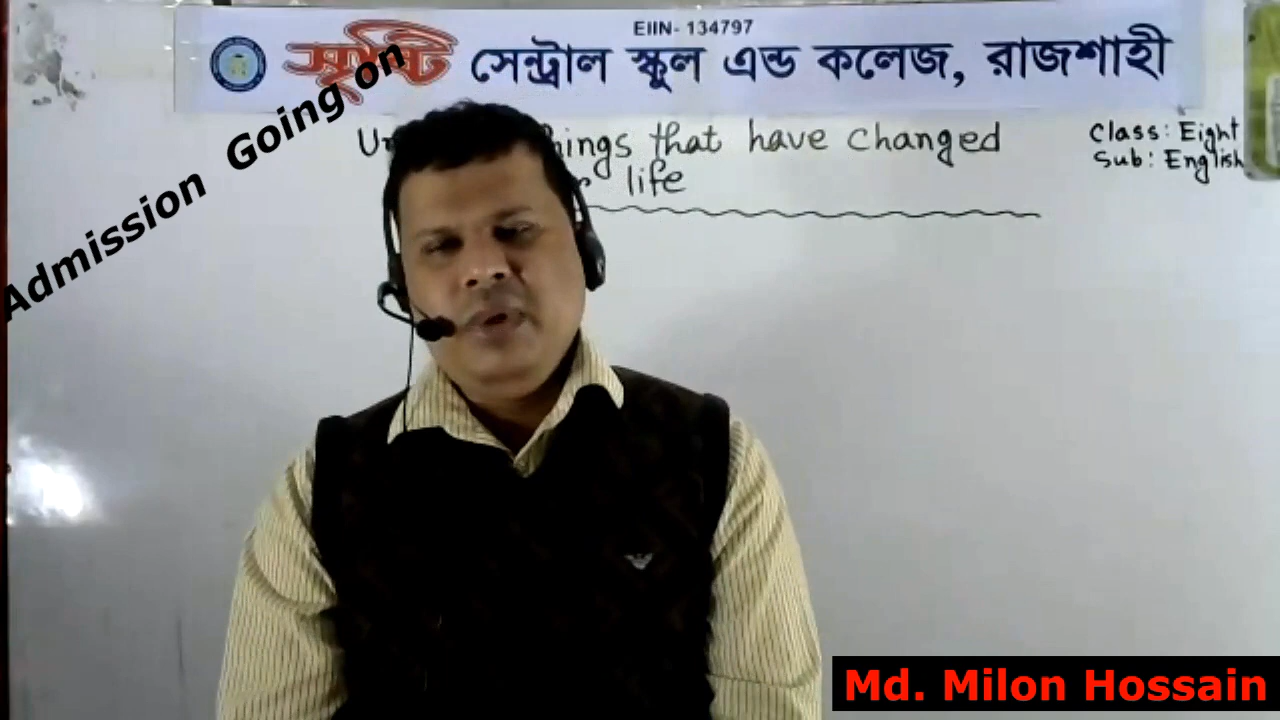 EIIN- 134797
সৃষ্টি সেন্ট্রাল স্কুল এন্ড কলেজ, রাজশাহী
Admission Going on
that have changed
life
Class: Eight
Sub: English
Md. Milon Hossain